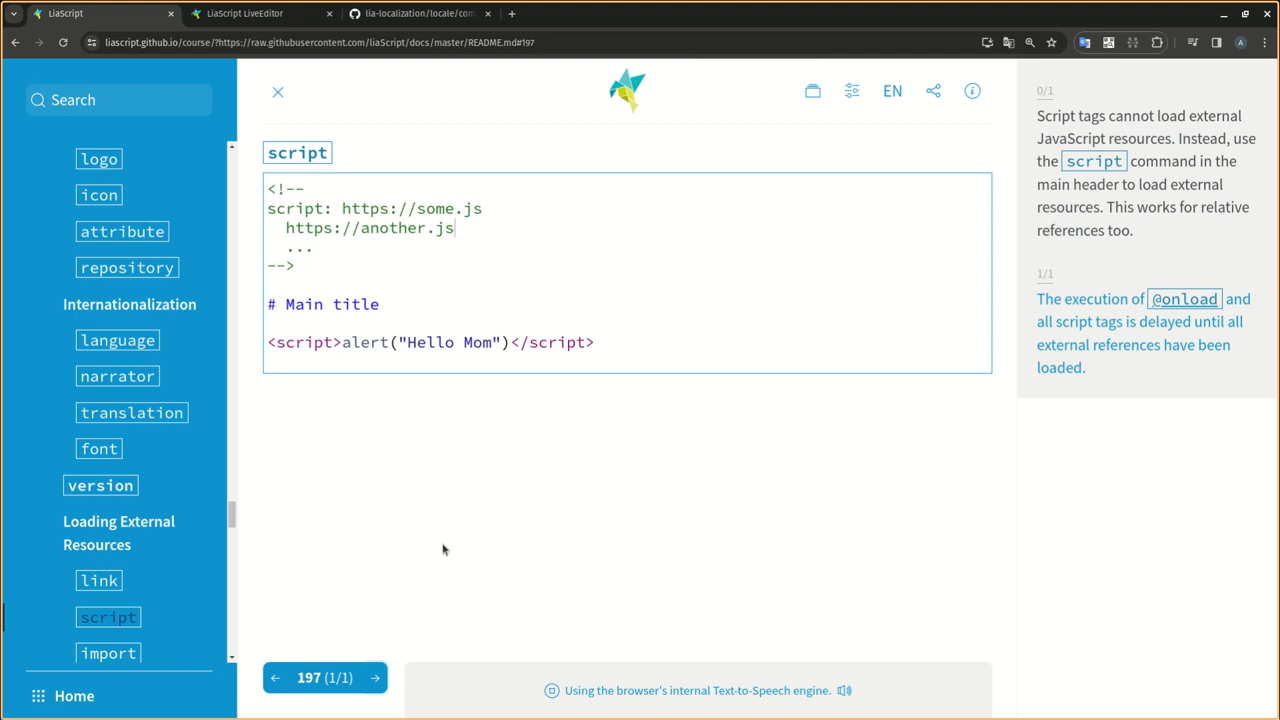 LiaScript
LiaScript LiveEditor
lia-localization/locale/com
liascript.github.io/course/?https://raw.githubusercontent.com/liaScript/docs/master/README.md#197
A
Search
logo
icon
attribute
repository
Internationalization
language
narrator
translation
font
version
Loading External
Resources
link
script
import
Home
EN
script
<!--
script: https://some.js
https://another.js
...
-->
# Main title
<script>alert("Hello Mom")</script>
197 (1/1)
Using the browser's internal Text-to-Speech engine.
0/1
Script tags cannot load external
JavaScript resources. Instead, use
the script command in the
main header to load external
resources. This works for relative
references too.
1/1
The execution of @onload and
all script tags is delayed until all
external references have been
loaded.